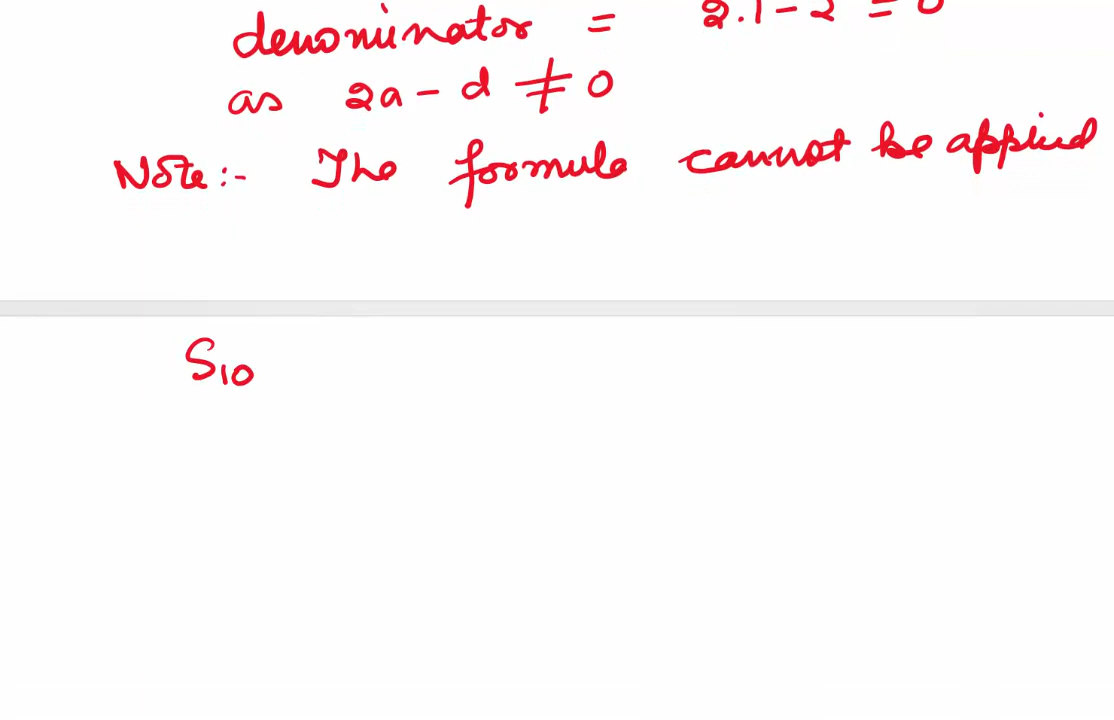 denominator = 2.1 - 2 = 0
as 2a - d ≠ 0
Note :- The formula cannot be applied
S₁₀